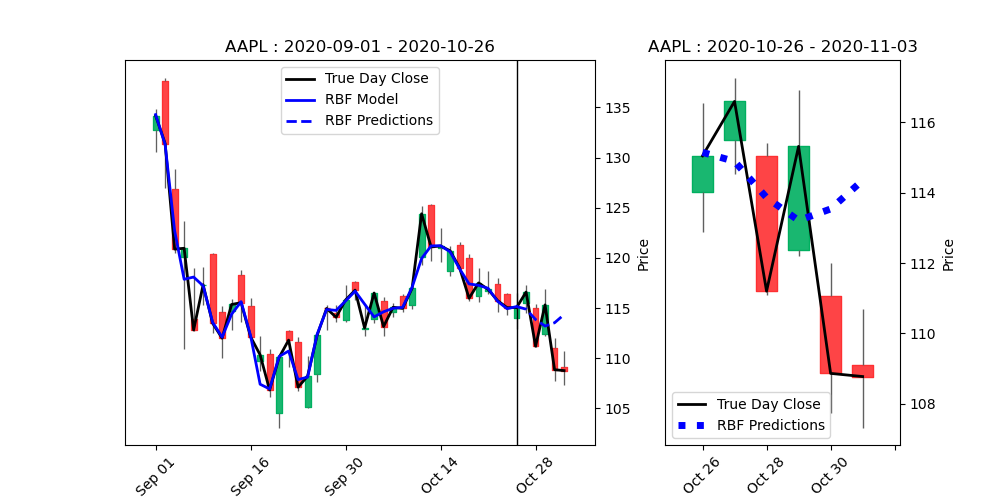 AAPL : 2020-09-01 - 2020-10-26
True Day Close
RBF Model
RBF Predictions
135
130
125
120
115
110
105
Price
Sep 01
Sep 16
Sep 30
Oct 14
Oct 28
AAPL : 2020-10-26 - 2020-11-03
116
114
112
110
108
Price
True Day Close
RBF Predictions
Oct 26
Oct 28
Oct 30